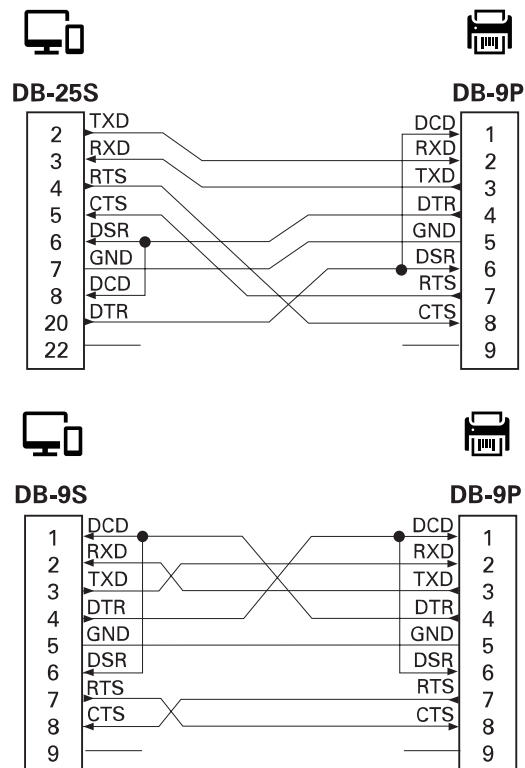 DB-25S DB-9P
2 TXD DCD 1
3 RXD RXD 2
4 RTS TXD 3
5 CTS DTR 4
6 DSR GND 5
7 GND DSR 6
8 DCD RTS 7
20 DTR CTS 8
22 9
DB-9S DB-9P
1 DCD DCD 1
2 RXD RXD 2
3 TXD TXD 3
4 DTR DTR 4
5 GND GND 5
6 DSR DSR 6
7 RTS RTS 7
8 CTS CTS 8
9 9